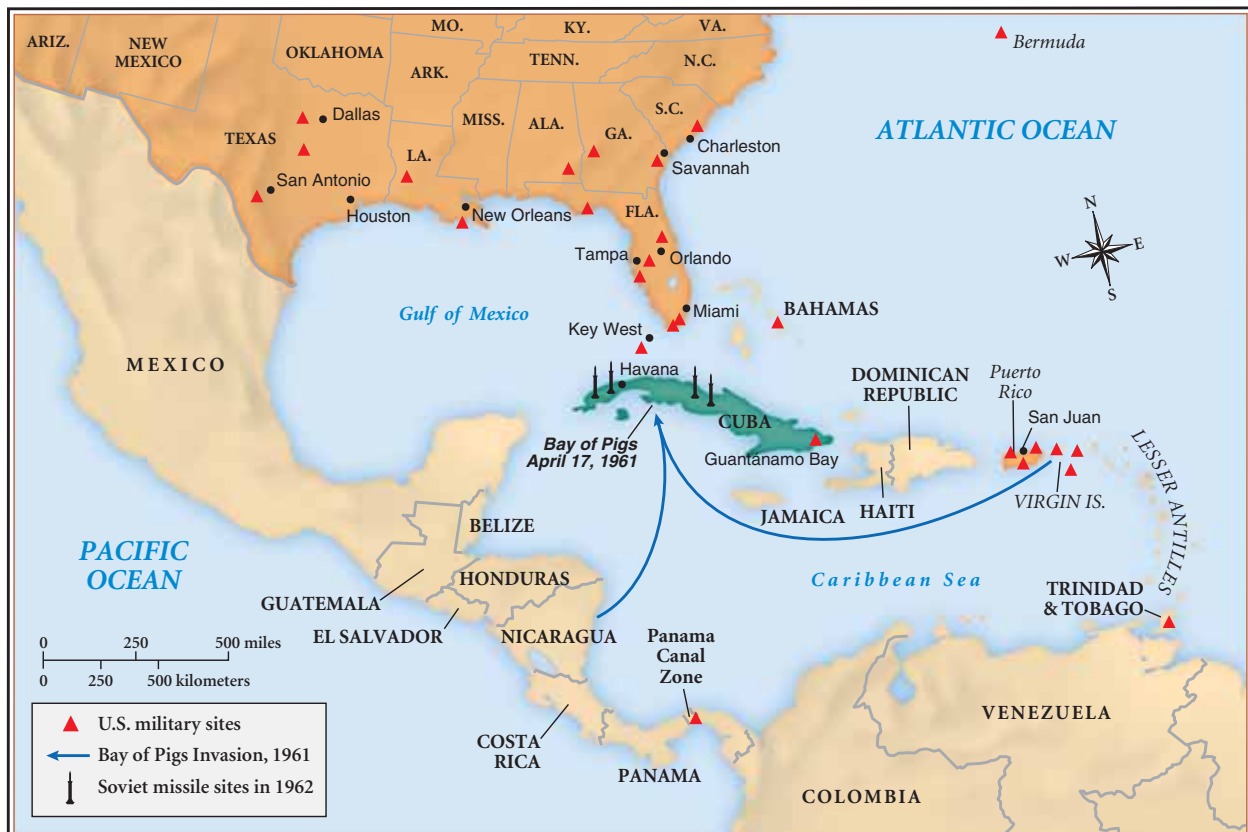 MO.
KY.
VA.
ARIZ.
NEW
MEXICO
OKLAHOMA
TENN.
N.C.
Bermuda
ARK.
S.C.
MISS.
ALA.
GA.
ATLANTIC OCEAN
Dallas
TEXAS
LA.
Charleston
Savannah
San Antonio
Houston
New Orleans
FLA.
N
W
E
S
Tampa
Orlando
Gulf of Mexico
Miami
BAHAMAS
Key West
MEXICO
Havana
DOMINICAN
REPUBLIC
Puerto
Rico
San Juan
CUBA
Bay of Pigs
April 17, 1961
Guantánamo Bay
LESSER ANTILLES
JAMAICA
HAITI
VIRGIN IS.
BELIZE
PACIFIC
OCEAN
HONDURAS
Caribbean Sea
GUATEMALA
TRINIDAD
& TOBAGO
EL SALVADOR
NICARAGUA
Panama
Canal
Zone
0 250 500 miles
0 250 500 kilometers
VENEZUELA
COSTA
RICA
PANAMA
COLOMBIA
U.S. military sites
Bay of Pigs Invasion, 1961
Soviet missile sites in 1962